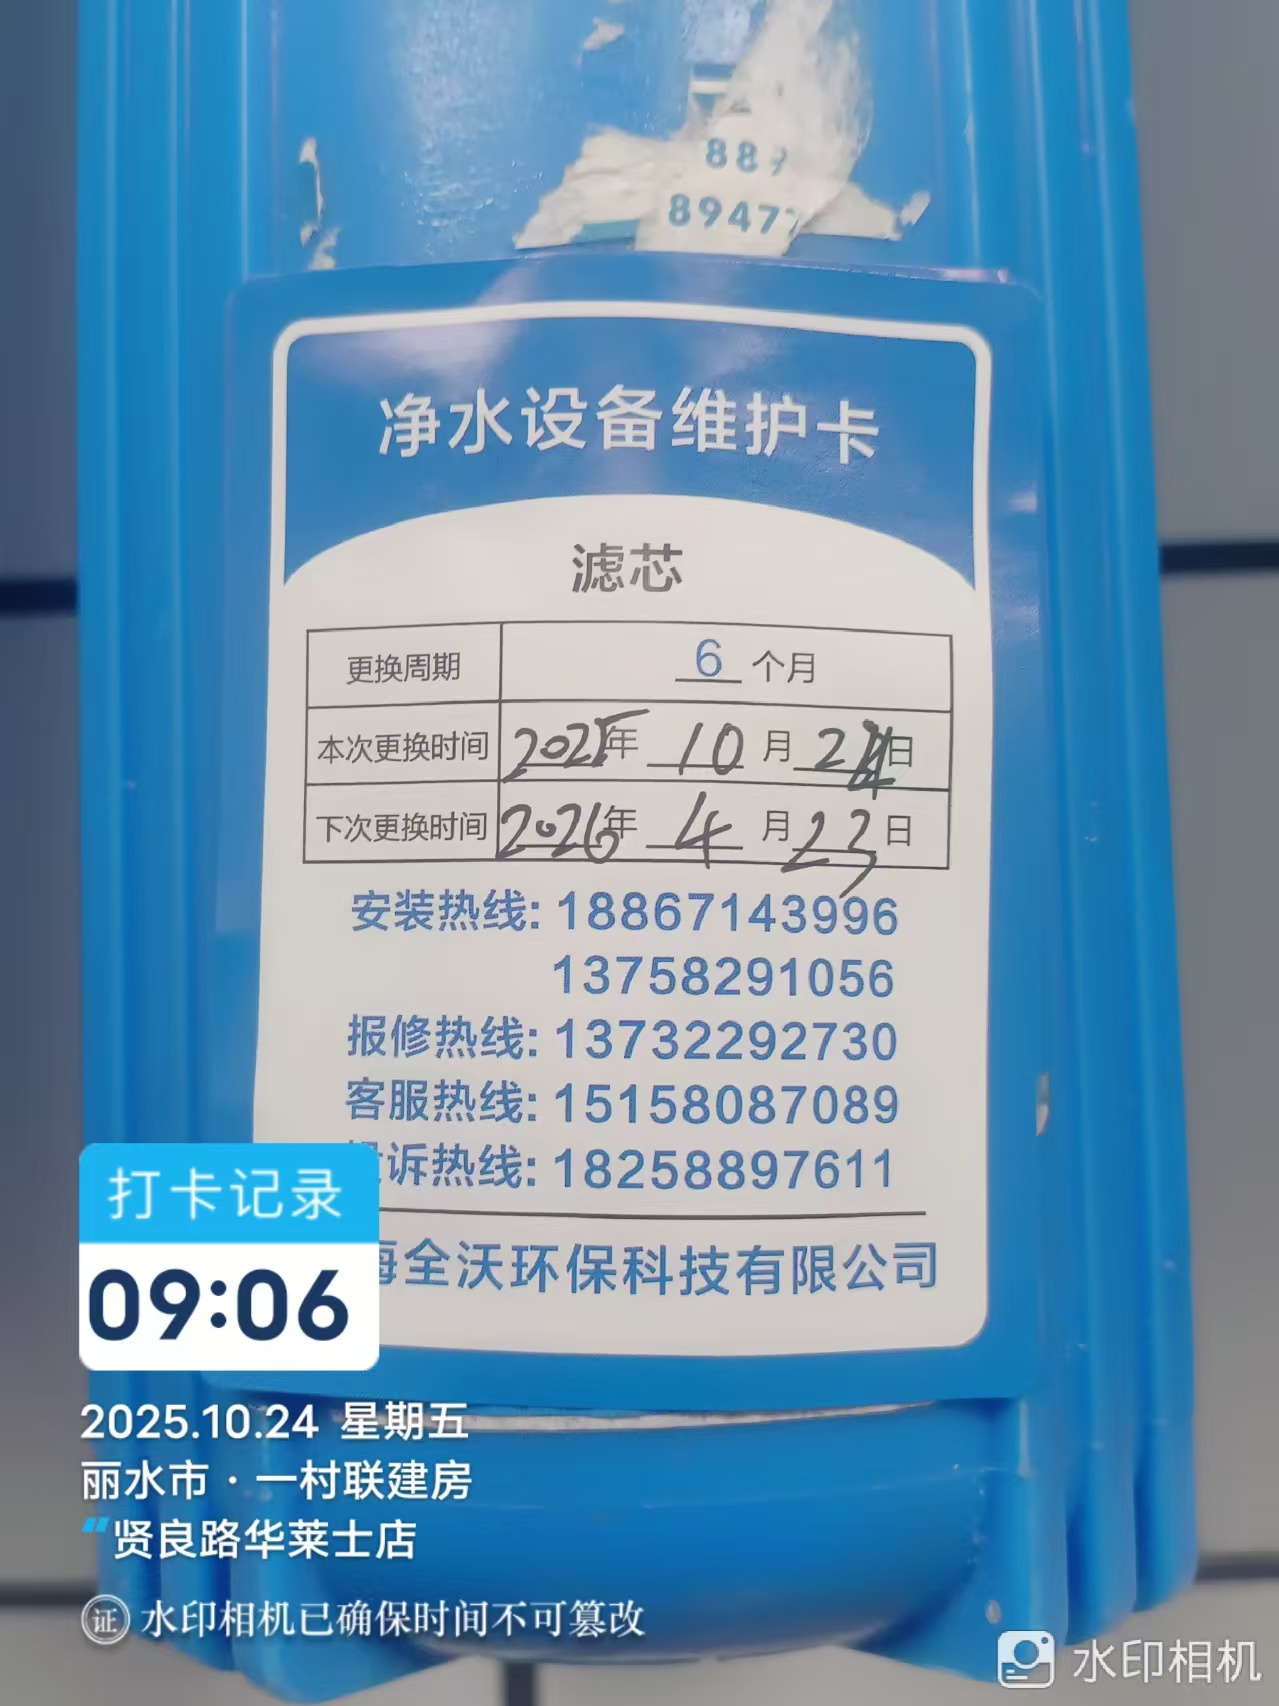 889
89477
净水设备维护卡
滤芯
更换周期 6 个月
本次更换时间 2025年 10 月 24日
下次更换时间 2026年 4 月 23 日
安装热线: 18867143996
13758291056
报修热线: 13732292730
客服热线: 15158087089
诉热线: 18258897611
海全沃环保科技有限公司
打卡记录
09:06
2025.10.24 星期五
丽水市·一村联建房
“贤良路华莱士店
证 水印相机已确保时间不可篡改
水印相机